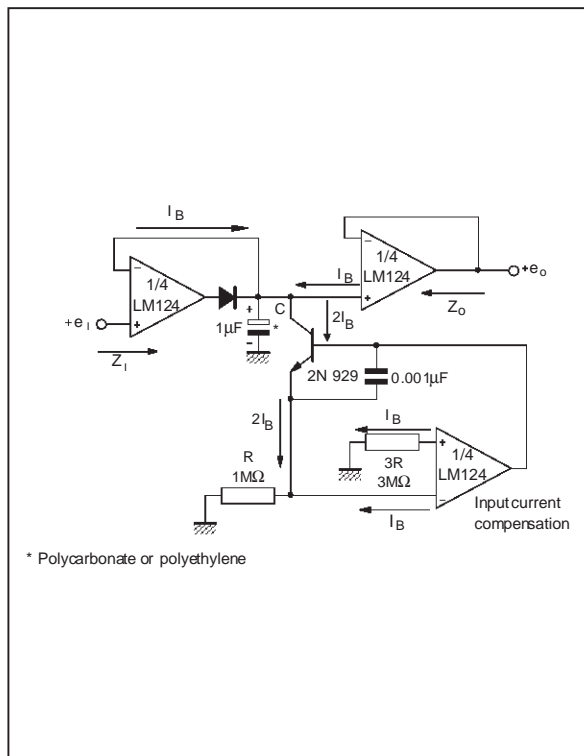 I B
1/4
LM124
+e I
Z I
1µF
*
C
I B
2I B
1/4
LM124
+e o
Z o
2N 929
0.001µF
2I B
R
1MΩ
I B
3R
3MΩ
1/4
LM124
I B
Input current
compensation
* Polycarbonate or polyethylene